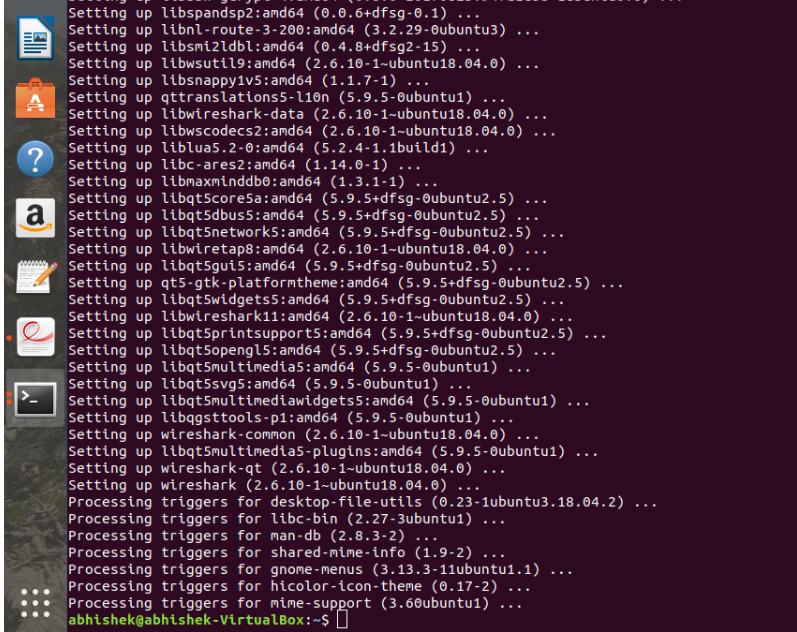 Setting up libspandsp2:amd64 (0.0.6+dfsg-0.1) ...
Setting up libnl-route-3-200:amd64 (3.2.29-0ubuntu3) ...
Setting up libsmi2ldbl:amd64 (0.4.8+dfsg2-15) ...
Setting up libwsutil9:amd64 (2.6.10-1~ubuntu18.04.0) ...
Setting up libsnappy1v5:amd64 (1.1.7-1) ...
Setting up qttranslations5-l10n (5.9.5-0ubuntu1) ...
Setting up libwireshark-data (2.6.10-1~ubuntu18.04.0) ...
Setting up libwscodecs2:amd64 (2.6.10-1~ubuntu18.04.0) ...
Setting up liblua5.2-0:amd64 (5.2.4-1.1build1) ...
Setting up libc-ares2:amd64 (1.14.0-1) ...
Setting up libmaxminddb0:amd64 (1.3.1-1) ...
Setting up libqt5core5a:amd64 (5.9.5+dfsg-0ubuntu2.5) ...
Setting up libqt5dbus5:amd64 (5.9.5+dfsg-0ubuntu2.5) ...
Setting up libqt5network5:amd64 (5.9.5+dfsg-0ubuntu2.5) ...
Setting up libwiretap8:amd64 (2.6.10-1~ubuntu18.04.0) ...
Setting up libqt5gui5:amd64 (5.9.5+dfsg-0ubuntu2.5) ...
Setting up qt5-gtk-platformtheme:amd64 (5.9.5+dfsg-0ubuntu2.5) ...
Setting up libqt5widgets5:amd64 (5.9.5+dfsg-0ubuntu2.5) ...
Setting up libwireshark11:amd64 (2.6.10-1~ubuntu18.04.0) ...
Setting up libqt5printsupport5:amd64 (5.9.5+dfsg-0ubuntu2.5) ...
Setting up libqt5opengl5:amd64 (5.9.5+dfsg-0ubuntu2.5) ...
Setting up libqt5multimedia5:amd64 (5.9.5-0ubuntu1) ...
Setting up libqt5svg5:amd64 (5.9.5-0ubuntu1) ...
Setting up libqt5multimediawidgets5:amd64 (5.9.5-0ubuntu1) ...
Setting up libqgsttools-p1:amd64 (5.9.5-0ubuntu1) ...
Setting up wireshark-common (2.6.10-1~ubuntu18.04.0) ...
Setting up libqt5multimedia5-plugins:amd64 (5.9.5-0ubuntu1) ...
Setting up wireshark-qt (2.6.10-1~ubuntu18.04.0) ...
Setting up wireshark (2.6.10-1~ubuntu18.04.0) ...
Processing triggers for desktop-file-utils (0.23-1ubuntu3.18.04.2) ...
Processing triggers for libc-bin (2.27-3ubuntu1) ...
Processing triggers for man-db (2.8.3-2) ...
Processing triggers for shared-mime-info (1.9-2) ...
Processing triggers for gnome-menus (3.13.3-11ubuntu1.1) ...
Processing triggers for hicolor-icon-theme (0.17-2) ...
Processing triggers for mime-support (3.60ubuntu1) ...
abhishek@abhishek-VirtualBox:~$